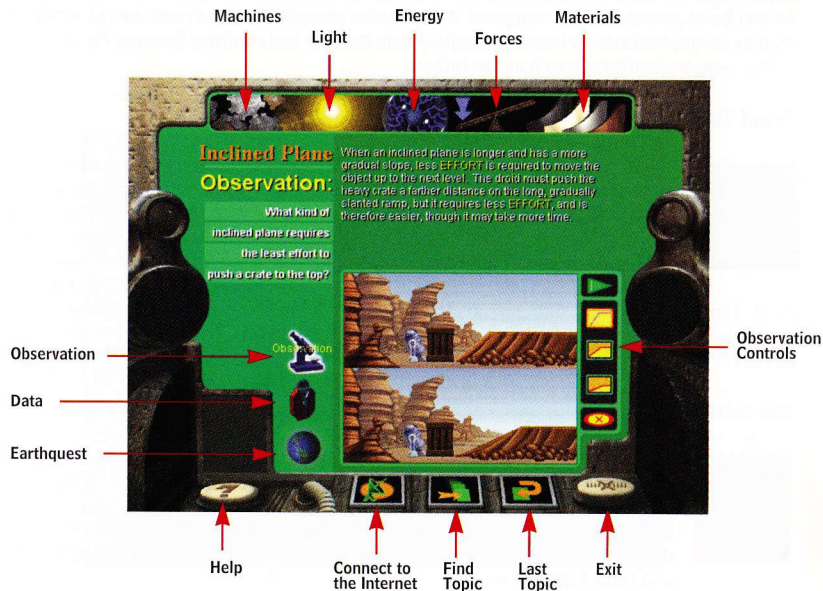 Machines
Energy
Materials
Light
Forces
Inclined Plane
Observation:
What kind of
inclined plane requires
the least effort to
push a crate to the top?
When an inclined plane is longer and has a more
gradual slope, less EFFORT is required to move the
object up to the next level. The droid must push the
heavy crate a farther distance on the long, gradually
slanted ramp, but it requires less EFFORT, and is
therefore easier, though it may take more time.
Observation
Observation
Data
Earthquest
Observation
Controls
?
Help
Connect to
the Internet
Find
Topic
Last
Topic
Exit